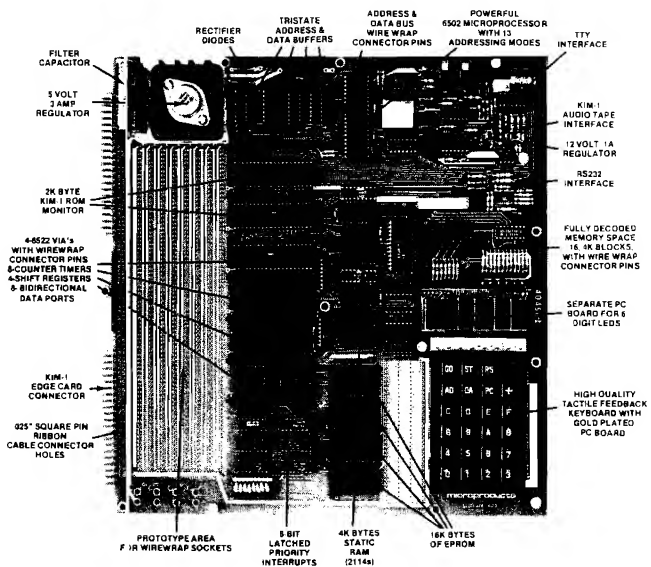 FILTER
CAPACITOR
5 VOLT
3 AMP
REGULATOR
2K BYTE
KIM-1 ROM
MONITOR
4-6522 VIA's
WITH WIREWRAP
CONNECTOR PINS
8-COUNTER TIMERS
4-SHIFT REGISTERS
8-BIDIRECTIONAL
DATA PORTS
KIM-1
EDGE CARD
CONNECTOR
.025" SQUARE PIN
RIBBON
CABLE CONNECTOR
HOLES
RECTIFIER
DIODES
TRISTATE
ADDRESS &
DATA BUFFERS
ADDRESS &
DATA BUS
WIRE WRAP
CONNECTOR PINS
POWERFUL
6502 MICROPROCESSOR
WITH 13
ADDRESSING MODES
TTY
INTERFACE
KIM-1
AUDIO TAPE
INTERFACE
12 VOLT .1A
REGULATOR
RS232
INTERFACE
FULLY DECODED
MEMORY SPACE
16, 4K BLOCKS,
WITH WIRE WRAP
CONNECTOR PINS
SEPARATE PC
BOARD FOR 6
DIGIT LEDS
HIGH QUALITY
TACTILE FEEDBACK
KEYBOARD WITH
GOLD PLATED
PC BOARD
GO ST RS
AD DA PC +
C D E F
8 9 A B
4 5 6 7
0 1 2 3
microproducts
PROTOTYPE AREA
FOR WIREWRAP SOCKETS
8 BIT
LATCHED
PRIORITY
INTERRUPTS
4K BYTES
STATIC
RAM
(2114s)
16K BYTES
OF EPROM